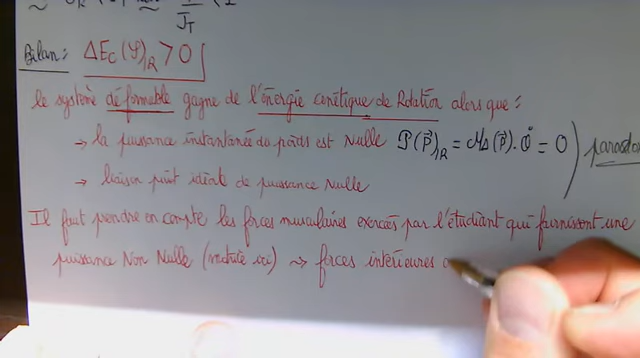 Bilan: ΔEc(S)/R > 0
le système déformable gagne de l'énergie cinétique de Rotation alors que :
→ la puissance instantanée du poids est Nulle P(P⃗)/R = MΔ(P⃗). θ̇ = 0
→ liaison pivot idéale de puissance Nulle
Il faut prendre en compte les forces musculaires exercées par l'étudiant qui fournissent une
puissance Non Nulle (motrice ici) ⇝ forces intérieures